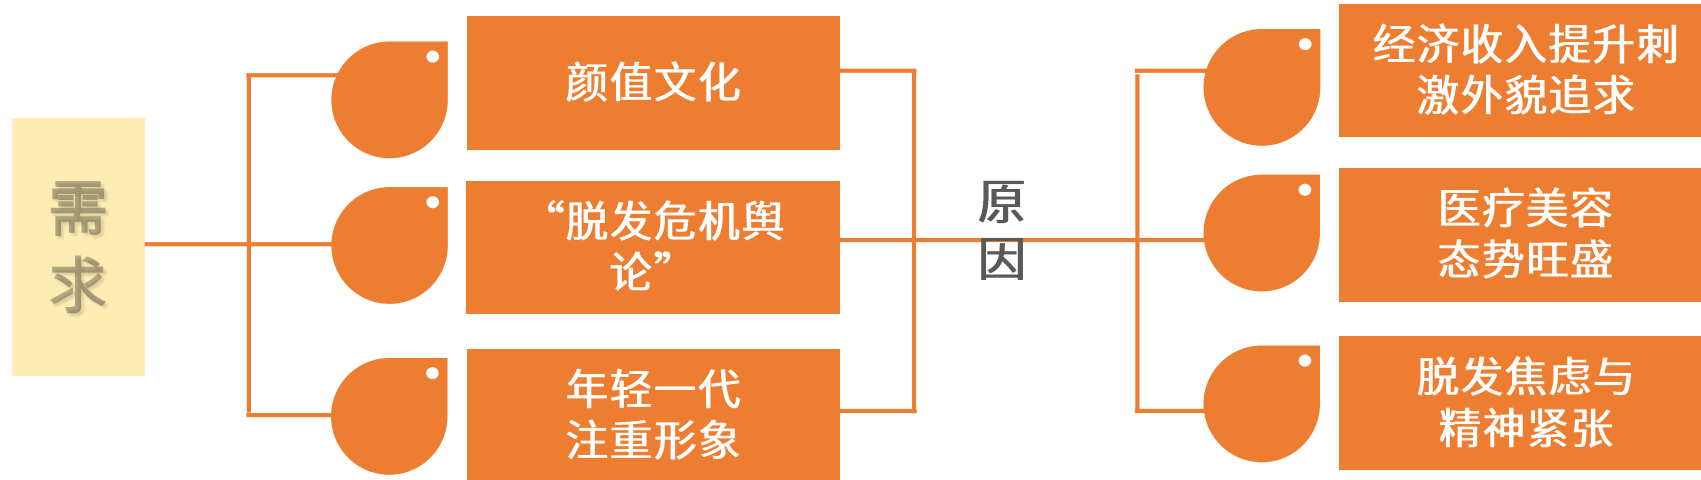 需
求
颜值文化
“脱发危机舆
论”
年轻一代
注重形象
原
因
经济收入提升刺
激外貌追求
医疗美容
态势旺盛
脱发焦虑与
精神紧张